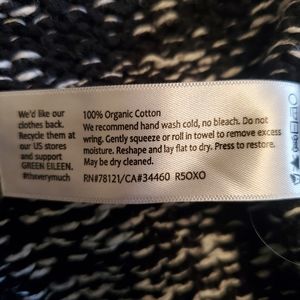 We'd like our
clothes back.
Recycle them at
our US stores
and support
GREEN EILEEN.
#thisverymuch
100% Organic Cotton
We recommend hand wash cold, no bleach. Do not
wring. Gently squeeze or roll in towel to remove excess
moisture. Reshape and lay flat to dry. Press to restore.
May be dry cleaned.
RN#78121/CA#34460 R5OXO